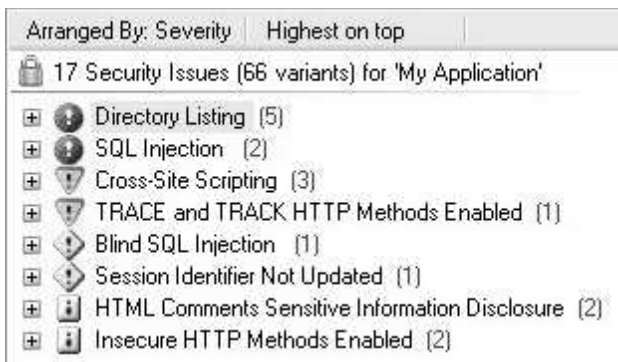 Arranged By: Severity Highest on top
17 Security Issues (66 variants) for 'My Application'
Directory Listing (5)
SQL Injection (2)
Cross-Site Scripting (3)
TRACE and TRACK HTTP Methods Enabled (1)
Blind SQL Injection (1)
Session Identifier Not Updated (1)
HTML Comments Sensitive Information Disclosure (2)
Insecure HTTP Methods Enabled (2)